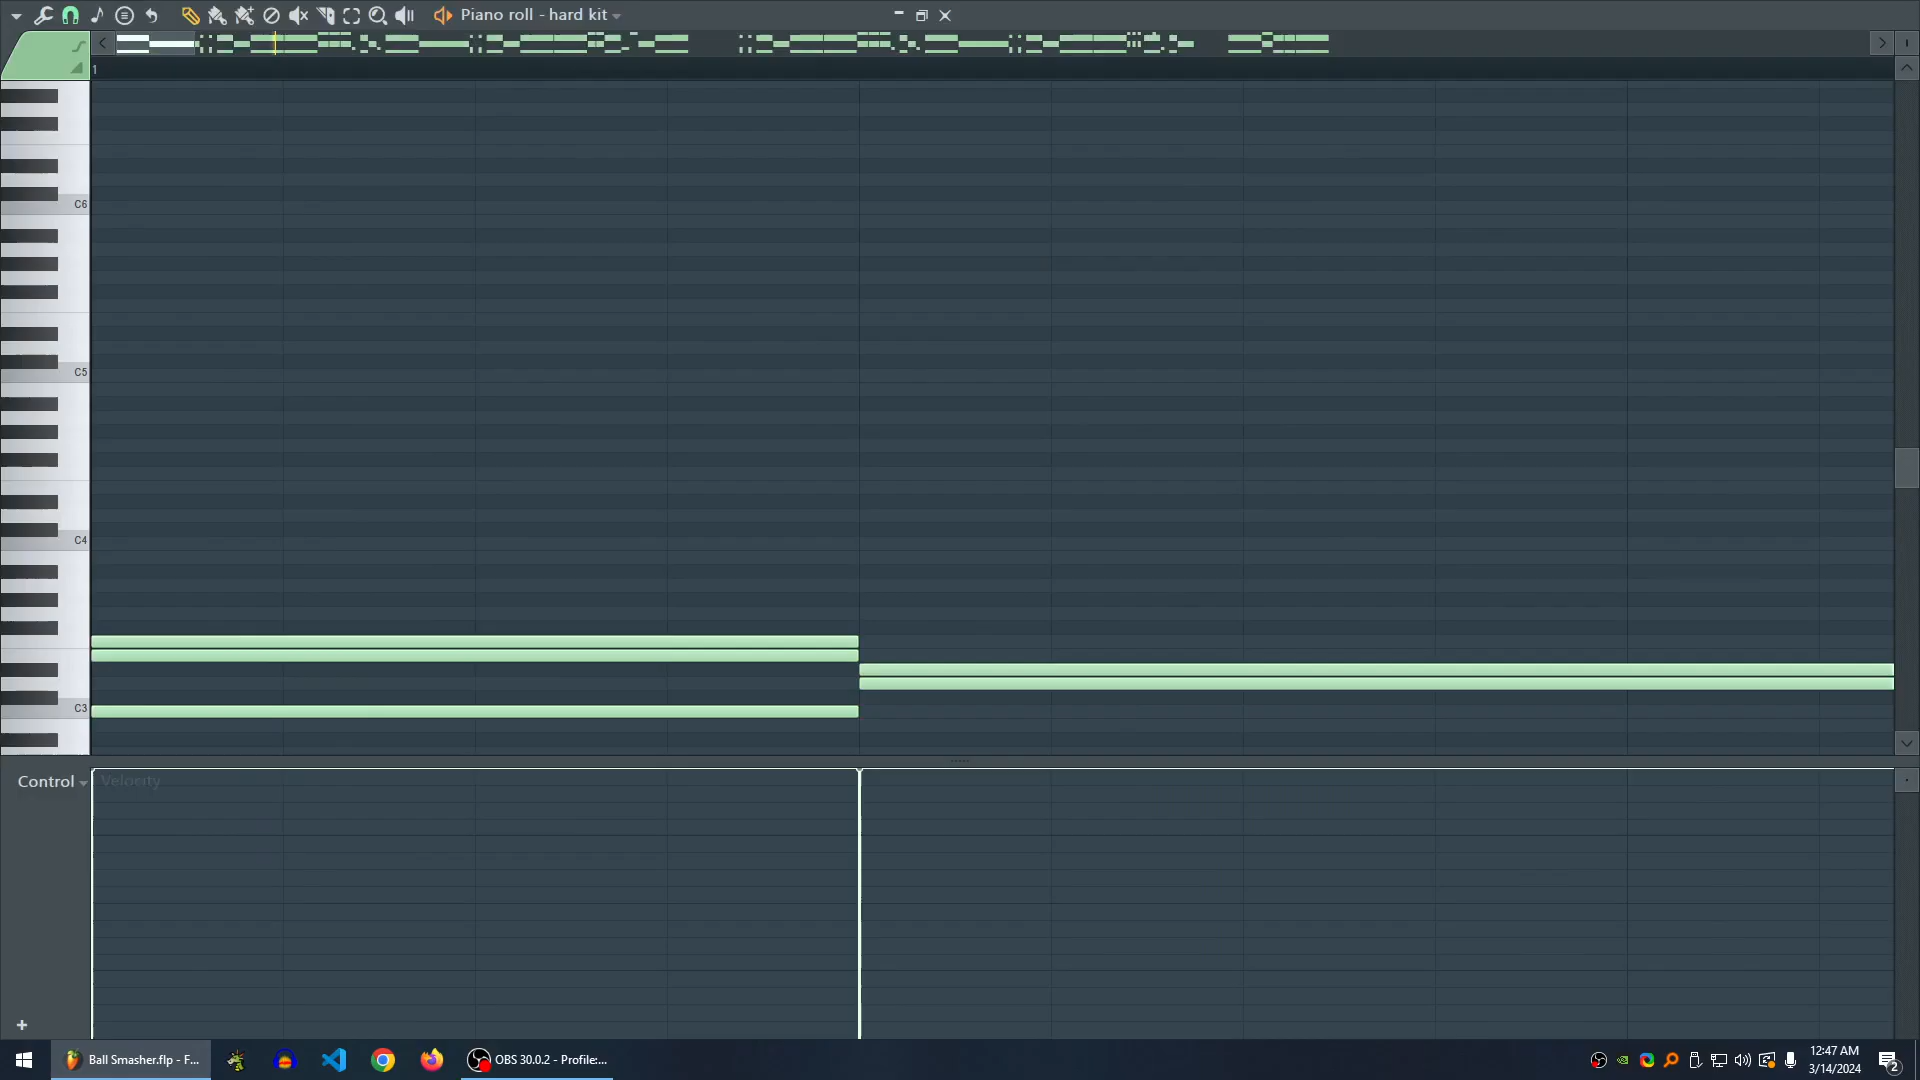 Piano roll - hard kit
1
C6
C5
C4
C3
Control
Velocity
Ball Smasher.flp - F...
OBS 30.0.2 - Profile:...
12:47 AM
3/14/2024
2